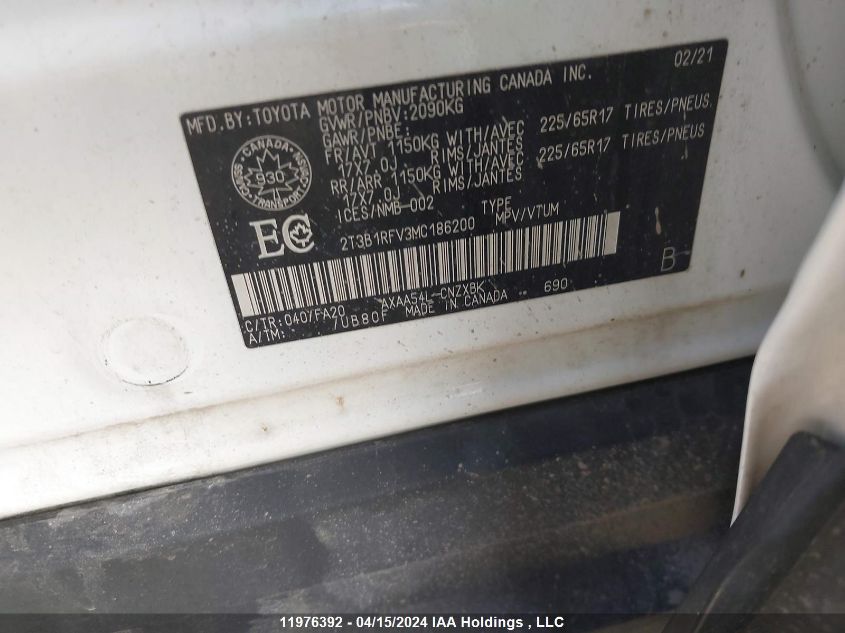 MFD. BY: TOYOTA MOTOR MANUFACTURING CANADA INC. 02/21
GVWR/PNBV: 2090KG
GAWR/PNBE:
FR/AVT 1150KG WITH/AVEC 225/65R17 TIRES/PNEUS.
17X7.0J RIMS/JANTES
RR/ARR 1150KG WITH/AVEC 225/65R17 TIRES/PNEUS
17X7.0J RIMS/JANTES
ICES/NMB-002 TYPE
2T3B1RFV3MC186200 MPV/VTUM
CANADA
930
TRANSPORT
EC
B
C/TR: 040/FA20 AXAA54L-CNZXBK 690
A/TM: /UB80F MADE IN CANADA
11976392 - 04/15/2024 IAA Holdings , LLC